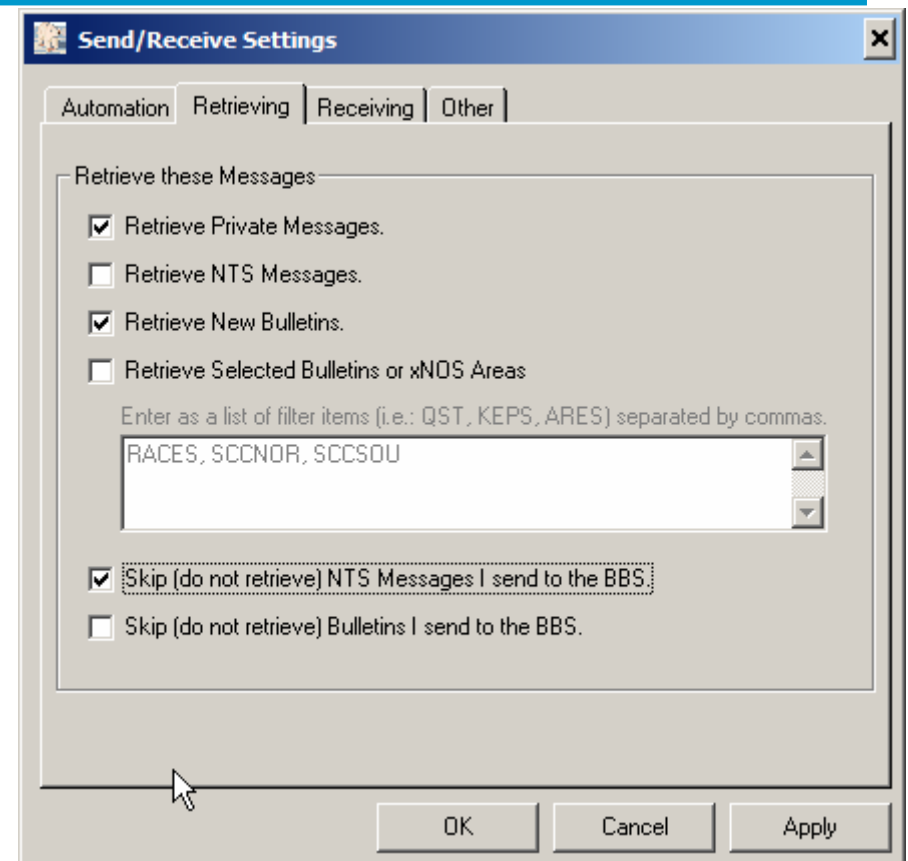 Send/Receive Settings
Automation Retrieving Receiving Other
Retrieve these Messages
Retrieve Private Messages.
Retrieve NTS Messages.
Retrieve New Bulletins.
Retrieve Selected Bulletins or xNOS Areas
Enter as a list of filter items (i.e.: QST, KEPS, ARES) separated by commas.
RACES, SCCNOR, SCCSOU
Skip (do not retrieve) NTS Messages I send to the BBS.
Skip (do not retrieve) Bulletins I send to the BBS.
OK Cancel Apply